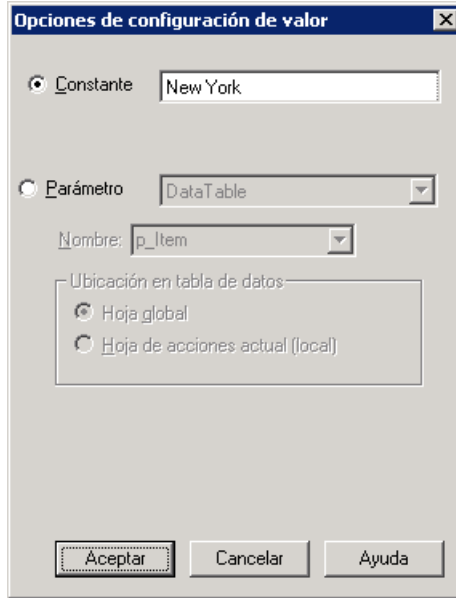 Opciones de configuración de valor
Constante New York
Parámetro DataTable
Nombre: p_Item
Ubicación en tabla de datos
Hoja global
Hoja de acciones actual (local)
Aceptar Cancelar Ayuda